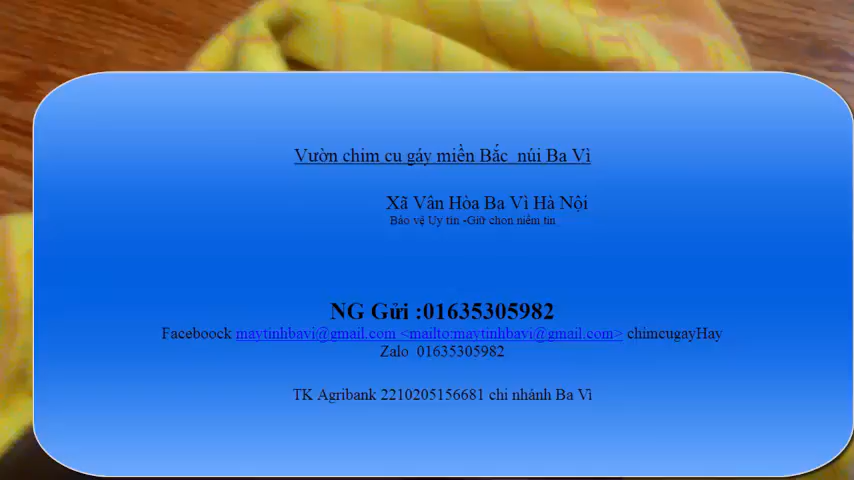 Vườn chim cu gáy miền Bắc núi Ba Vì
Xã Vân Hòa Ba Vì Hà Nội
Bảo vệ Uy tín -Giữ chon niềm tin
NG Gửi :01635305982
Faceboock maytinhbavi@gmail.com <mailto:maytinhbavi@gmail.com> chimcugayHay
Zalo 01635305982
TK Agribank 2210205156681 chi nhánh Ba Vì